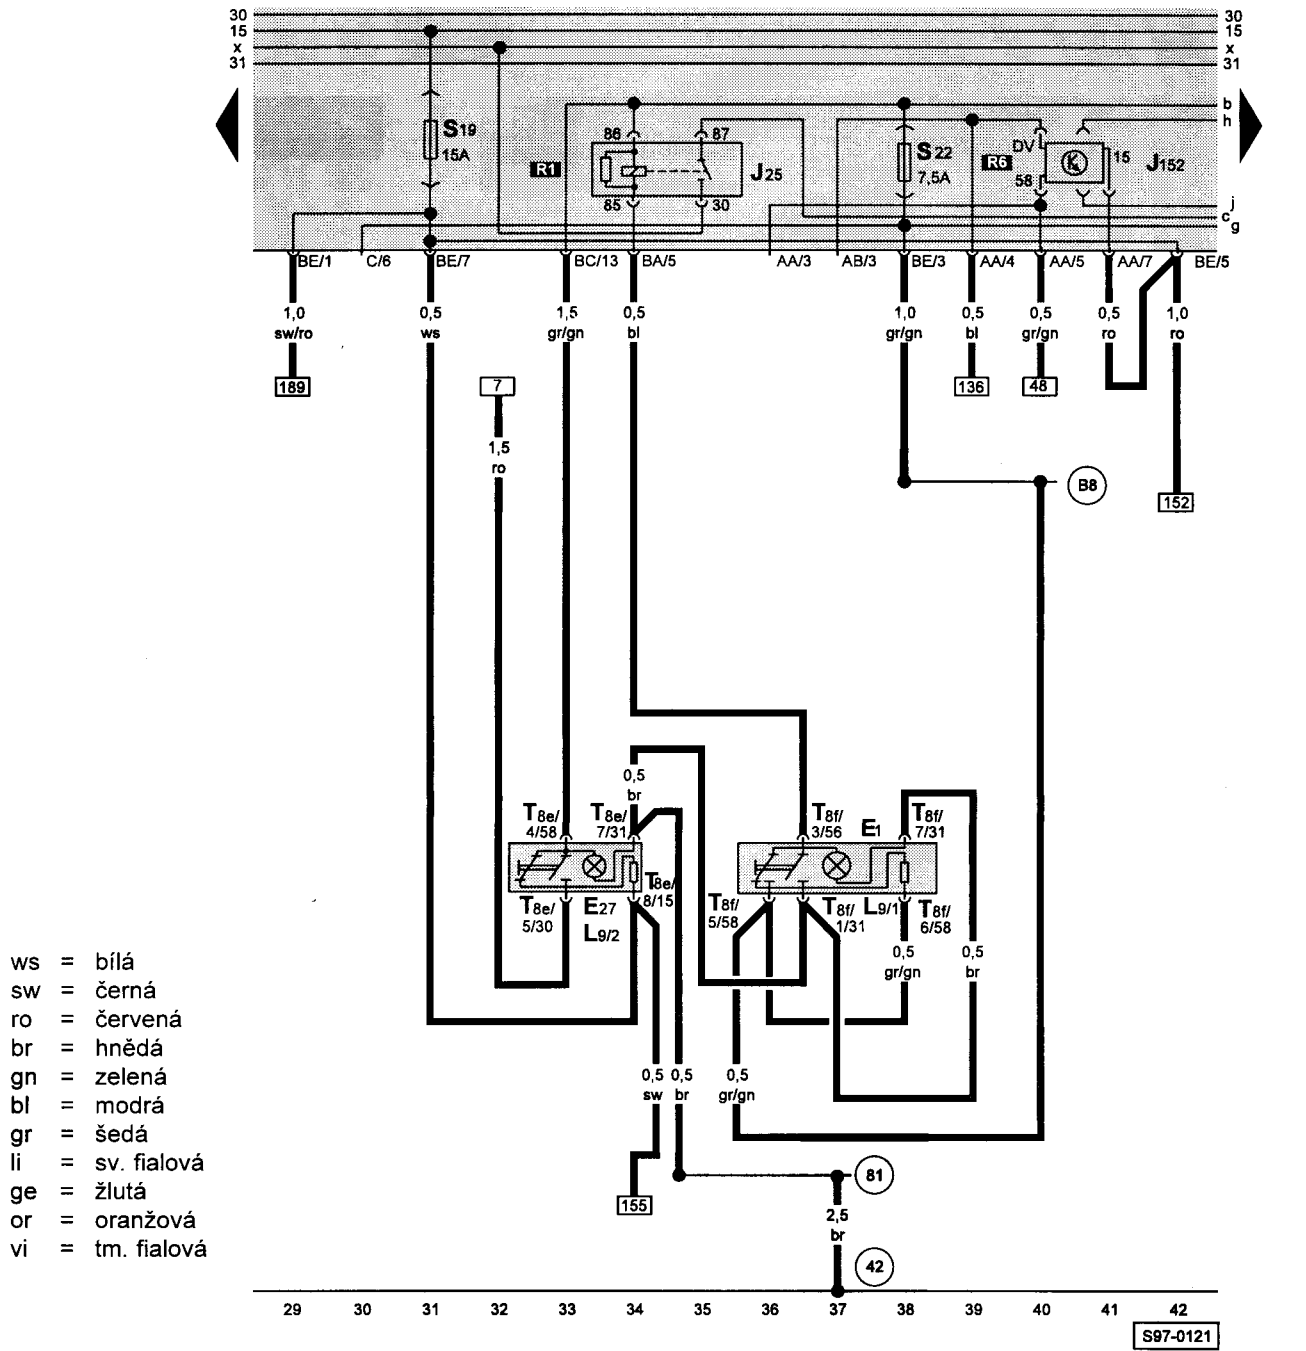 30 30
15 15
x x
31 31
b
86 87 h
S19 S22 DV
15A R1 J25 R6 15 J152
7,5A 58
85 30 j
c
g
BE/1 C/6 BE/7 BC/13 BA/5 AA/3 AB/3 BE/3 AA/4 AA/5 AA/7 BE/5
1,0 0,5 1,5 0,5 1,0 0,5 0,5 0,5 1,0
sw/ro ws gr/gn bl gr/gn bl gr/gn ro ro
189 7 136 48
1,5
ro
B8
152
0,5
br
T8e/ T8e/ T8f/ E1 T8f/
4/58 7/31 3/56 7/31
T8e/
8/15
T8e/ E27 T8f/ T8f/ L9/1 T8f/
5/30 L9/2 5/58 1/31 6/58
0,5 0,5
gr/gn br
ws = bílá
sw = černá
ro = červená
br = hnědá
gn = zelená
bl = modrá
gr = šedá
li = sv. fialová
ge = žlutá
or = oranžová
vi = tm. fialová
0,5 0,5 0,5
sw br gr/gn
81
155
2,5
br
42
29 30 31 32 33 34 35 36 37 38 39 40 41 42
S97-0121